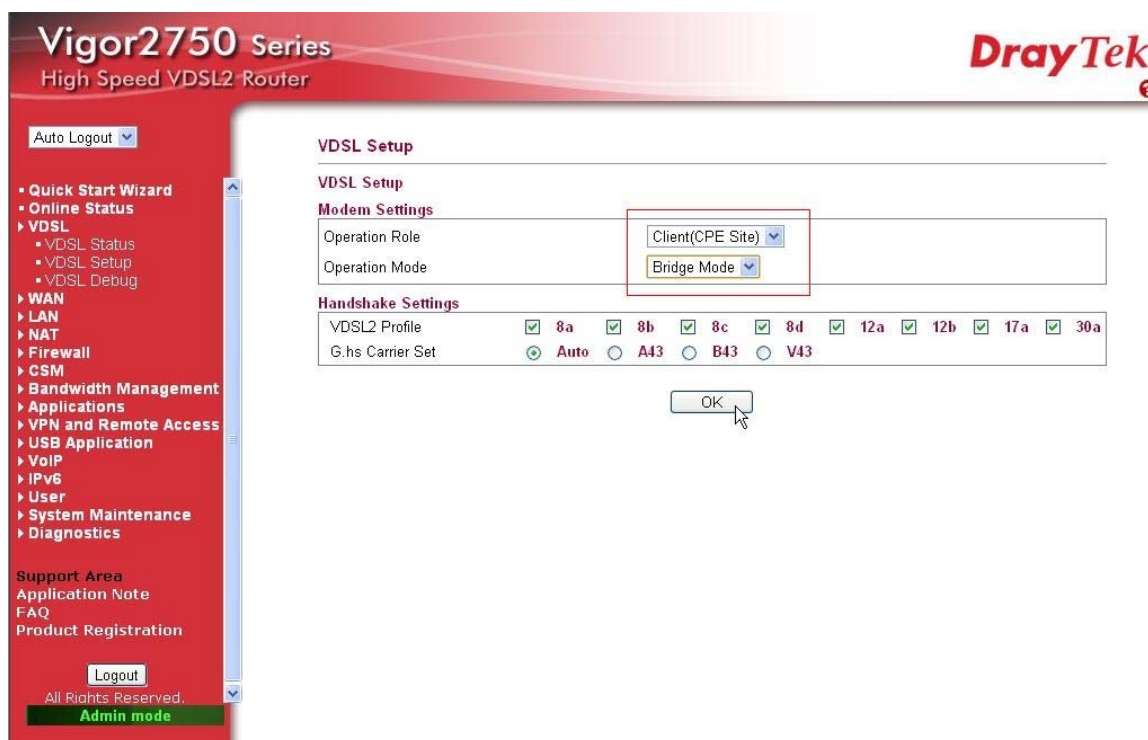 Vigor2750 Series
High Speed VDSL2 Router
DrayTek
Auto Logout
Quick Start Wizard
Online Status
VDSL
VDSL Status
VDSL Setup
VDSL Debug
WAN
LAN
NAT
Firewall
CSM
Bandwidth Management
Applications
VPN and Remote Access
USB Application
VoIP
IPv6
User
System Maintenance
Diagnostics
Support Area
Application Note
FAQ
Product Registration
Logout
All Rights Reserved.
Admin mode
VDSL Setup
VDSL Setup
Modem Settings
Operation Role Client(CPE Site)
Operation Mode Bridge Mode
Handshake Settings
VDSL2 Profile 8a 8b 8c 8d 12a 12b 17a 30a
G.hs Carrier Set Auto A43 B43 V43
OK